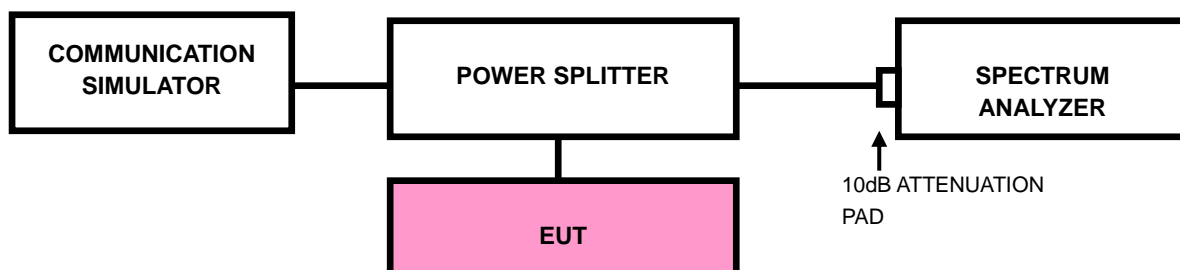 COMMUNICATION
SIMULATOR
POWER SPLITTER
SPECTRUM
ANALYZER
10dB ATTENUATION
PAD
EUT